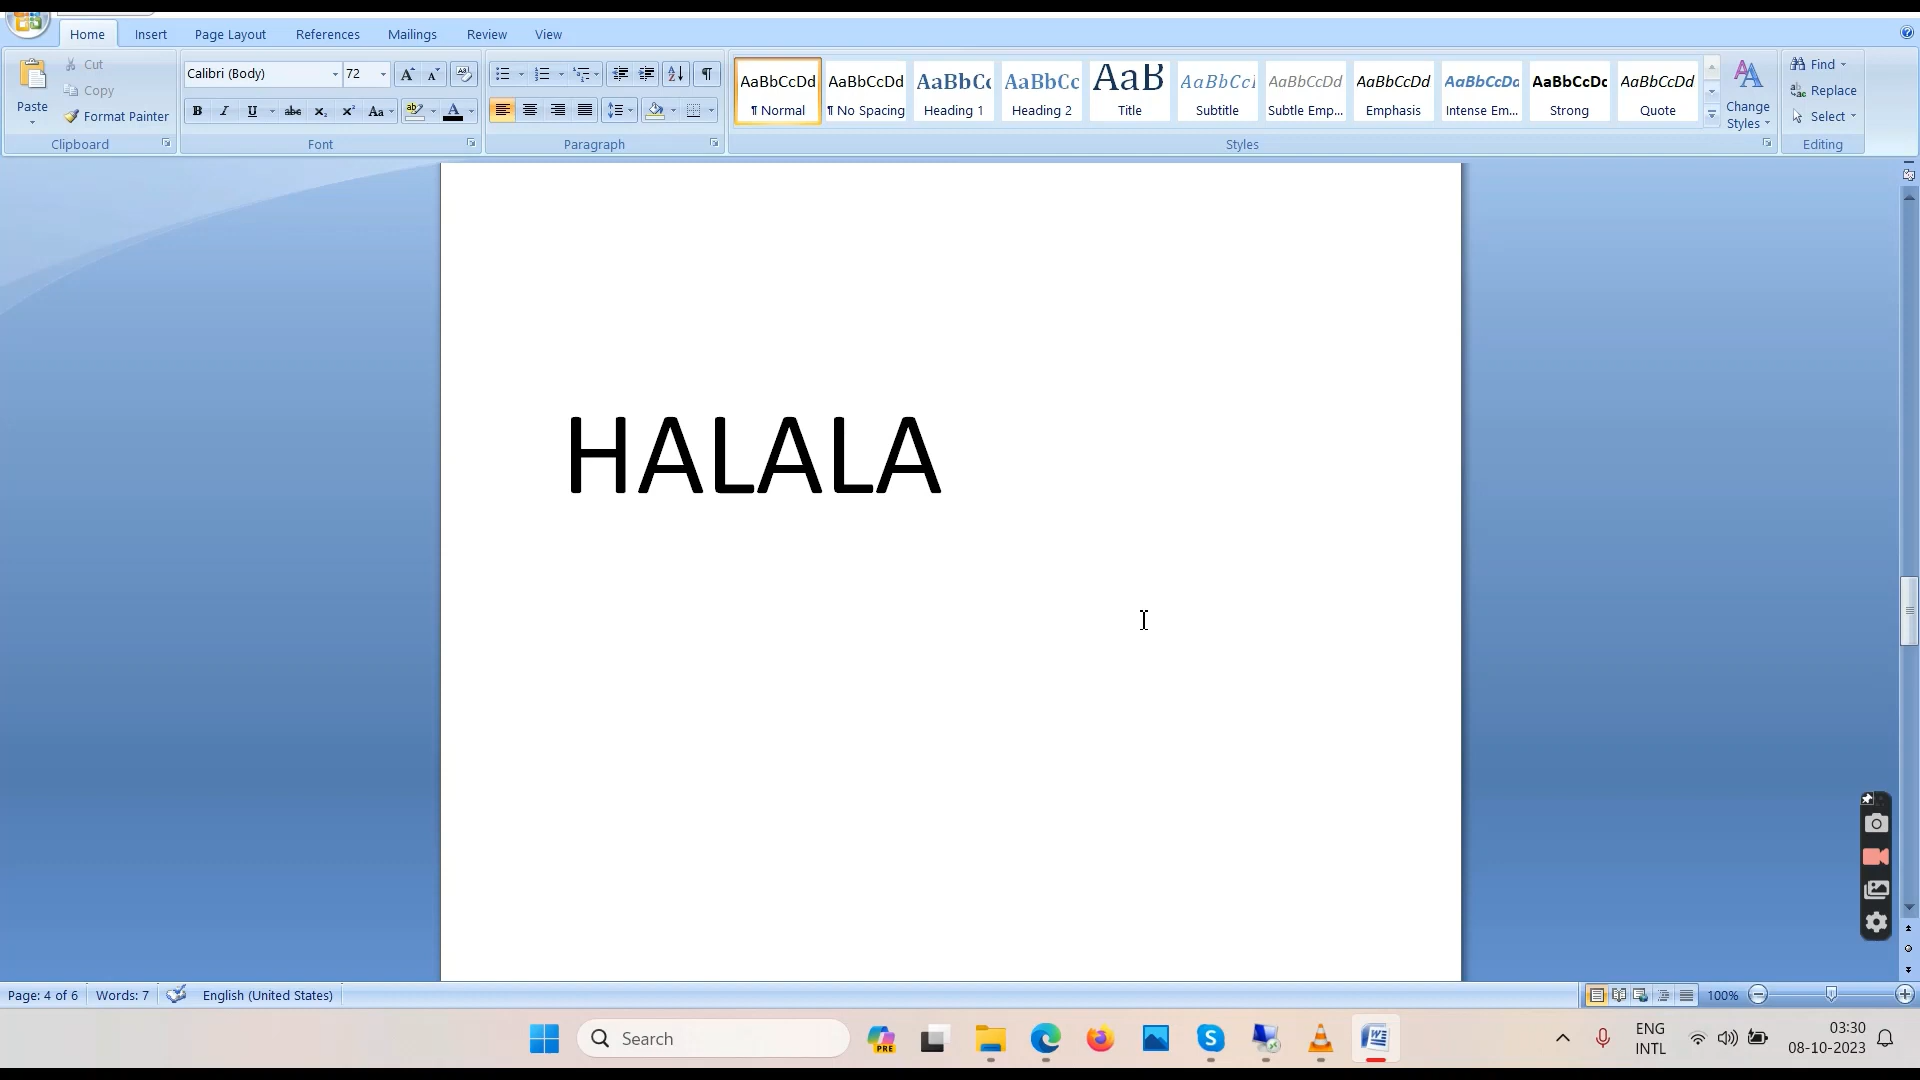 Home Insert Page Layout References Mailings Review View
Paste
Cut
Copy
Format Painter
Clipboard
Calibri (Body) 72
Font
Paragraph
AaBbCcDd AaBbCcDd AaBbCc AaBbCc AaB AaBbCcI AaBbCcDd AaBbCcDd AaBbCcDd AaBbCcDc AaBbCcDd
¶ Normal ¶ No Spacing Heading 1 Heading 2 Title Subtitle Subtle Emp... Emphasis Intense Em... Strong Quote
Change Styles
Styles
Find
Replace
Select
Editing
HALALA
Page: 4 of 6 Words: 7 English (United States) 100%
Search
PRE
ENG
INTL
03:30
08-10-2023